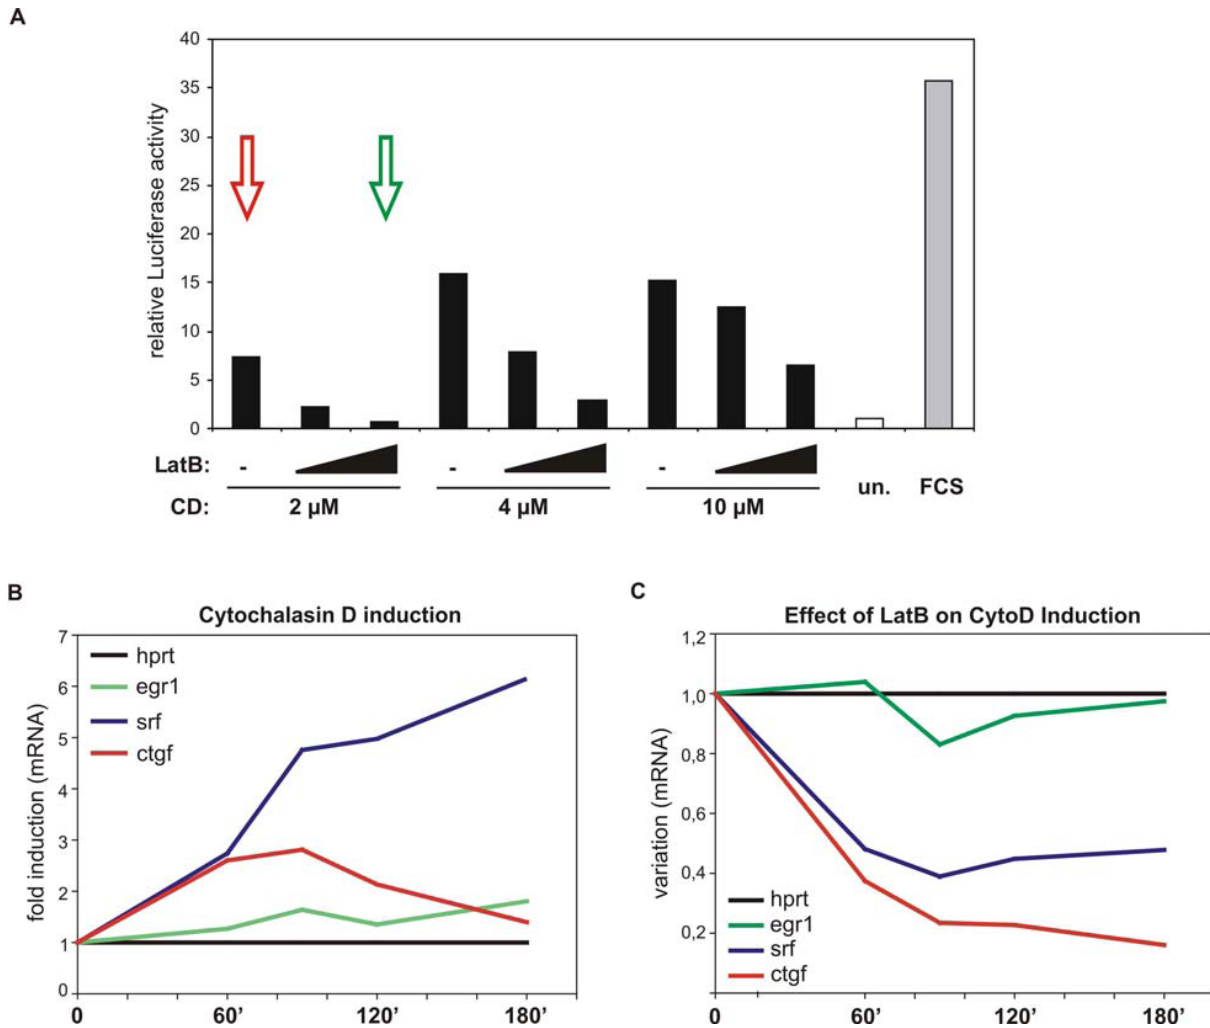 A
relative Luciferase activity
40
35
30
25
20
15
10
5
0
LatB: - - -
un. FCS
CD: 2 µM 4 µM 10 µM
B
Cytochalasin D induction
fold induction (mRNA)
7
6
5
4
3
2
1
0
hprt
egr1
srf
ctgf
0 60’ 120’ 180’
C
Effect of LatB on CytoD Induction
variation (mRNA)
1,2
1,0
0,8
0,6
0,4
0,2
hprt
egr1
srf
ctgf
0 60’ 120’ 180’